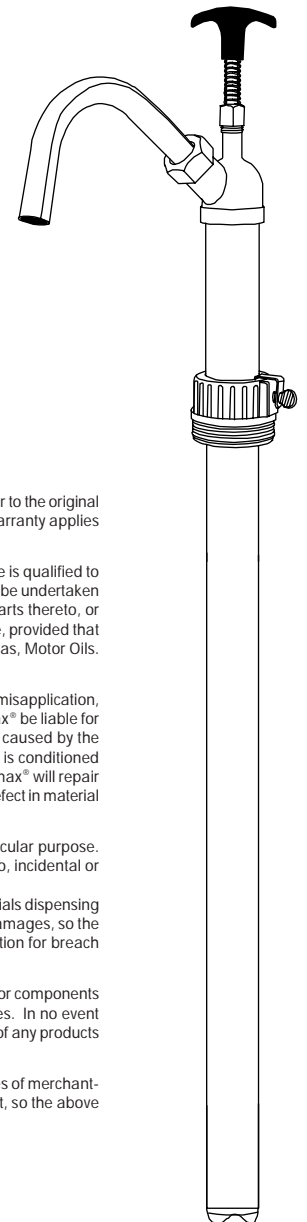 r to the original
arranty applies
e is qualified to
be undertaken
arts thereto, or
e, provided that
as, Motor Oils.
misapplication,
ax® be liable for
caused by the
is conditioned
max® will repair
efect in material
cular purpose.
o, incidental or
ials dispensing
amages, so the
tion for breach
or components
es. In no event
of any products
es of merchant-
t, so the above